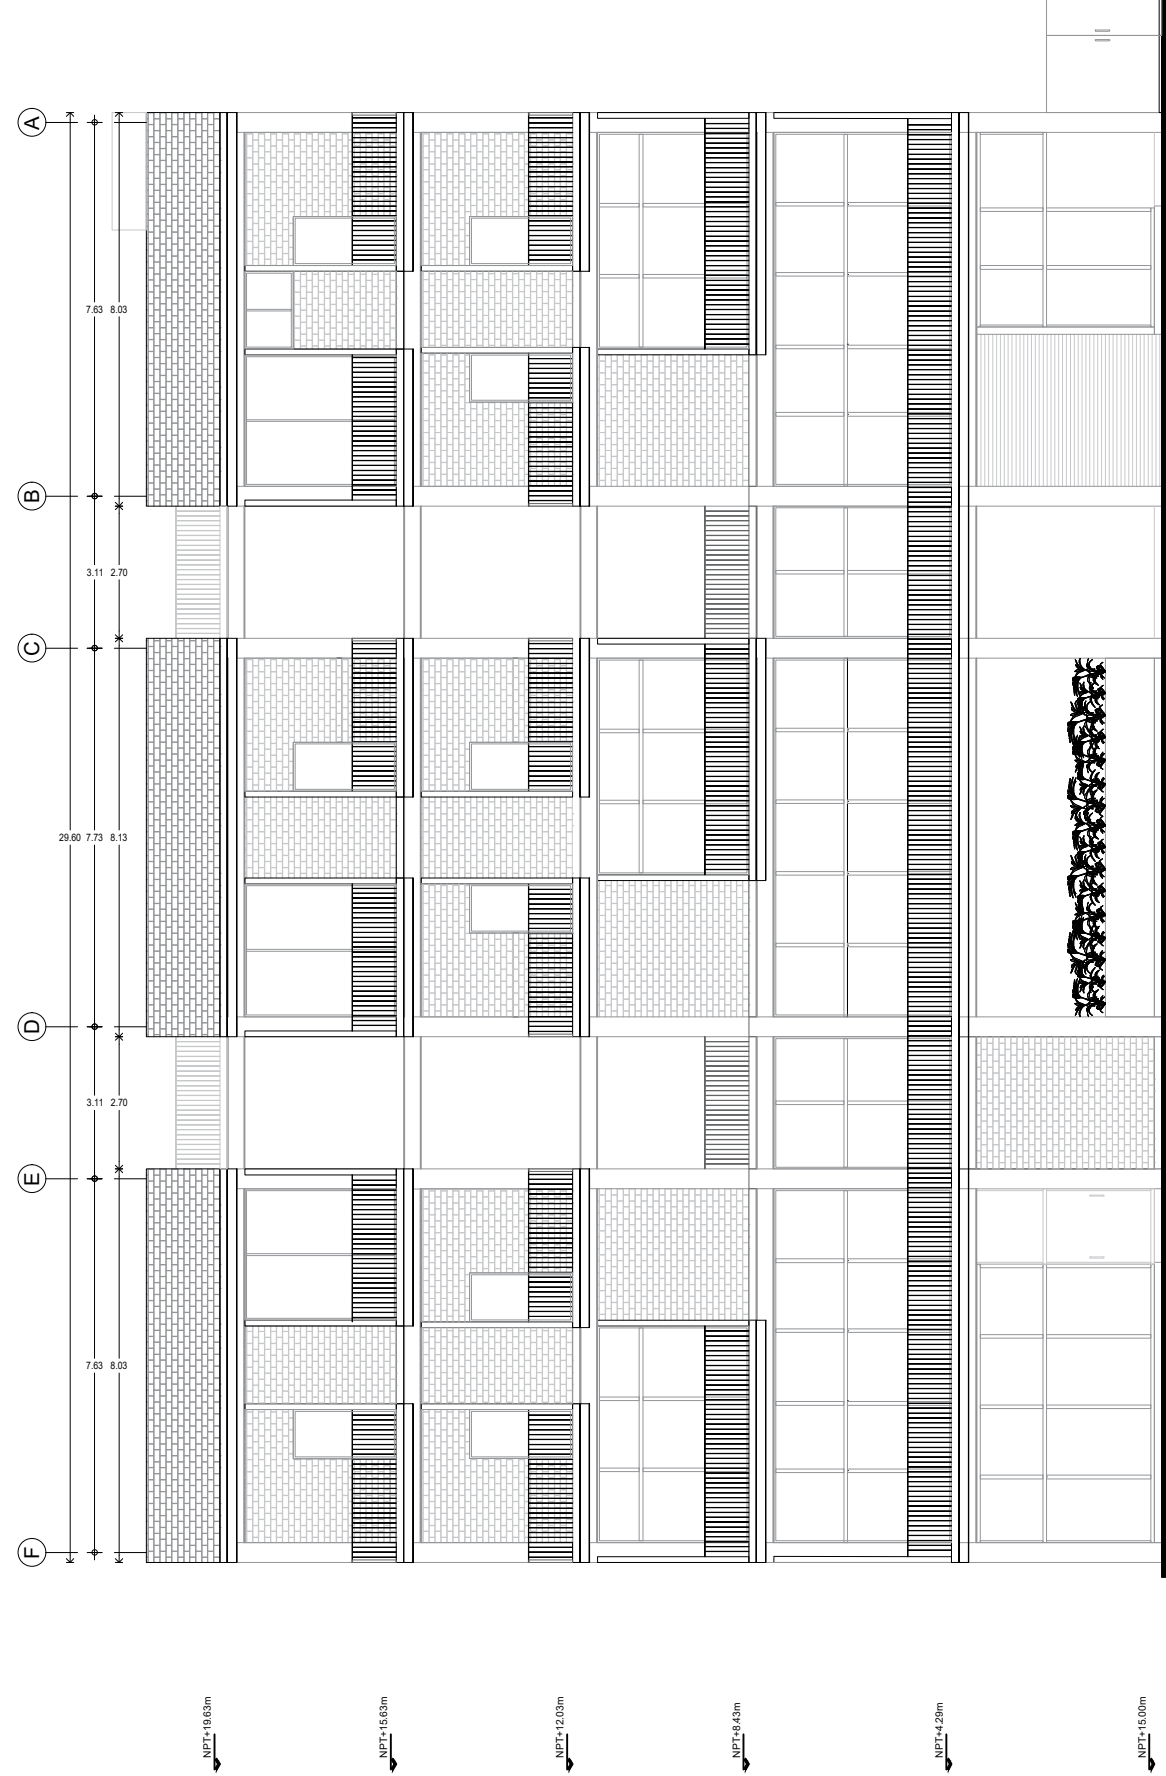 A
B
C
D
E
F
7.63 8.03
3.11 2.70
29.60 7.73 8.13
3.11 2.70
7.63 8.03
NPT+19.63m
NPT+15.63m
NPT+12.03m
NPT+8.43m
NPT+4.29m
NPT+15.00m